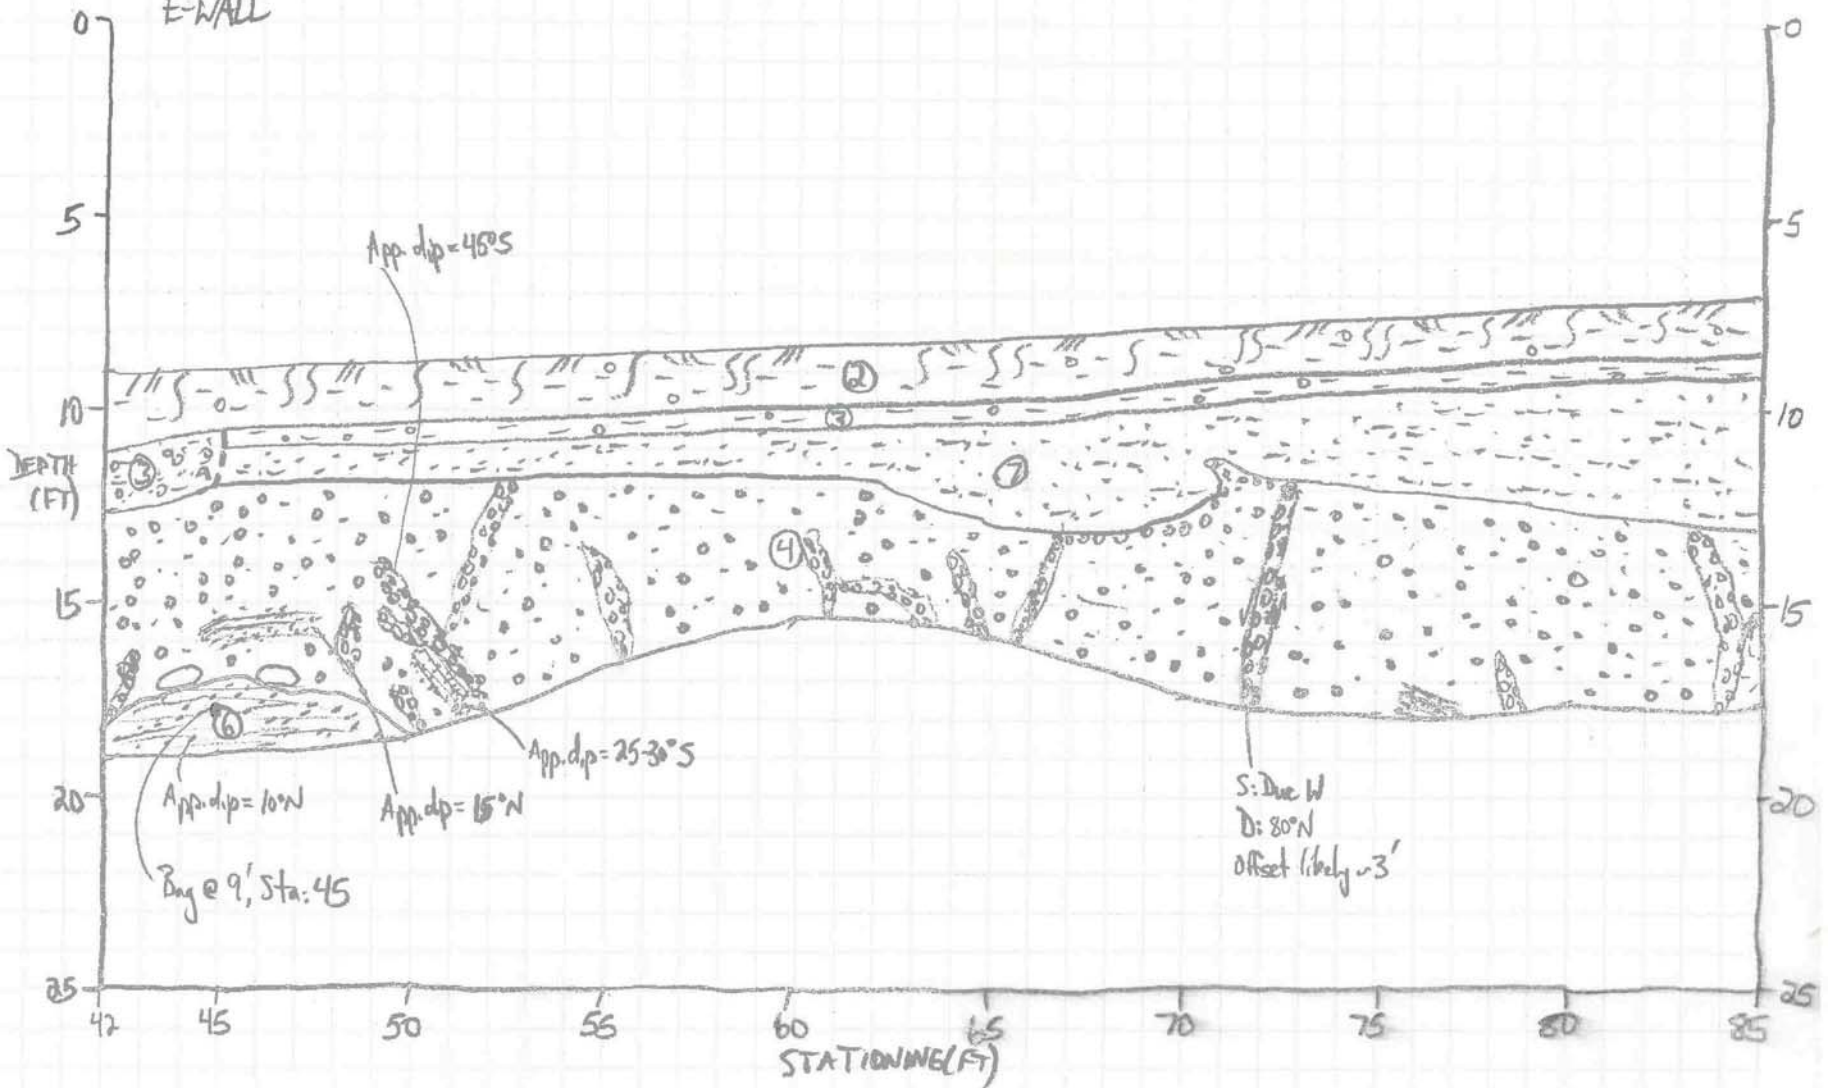 E-WALL
0
0
5
5
App. dip = 45°S
②
10
10
③
DEPTH
(FT)
⑦
④
15
15
⑥
App. dip = 25-30°S
App. dip = 10°N
App. dip = 15°N
20
20
S: Due W
D: 80°N
Offset likely ~3'
Bag @ 9', Sta: 45
25
25
42
45
50
55
60
65
70
75
80
85
STATIONING (FT)